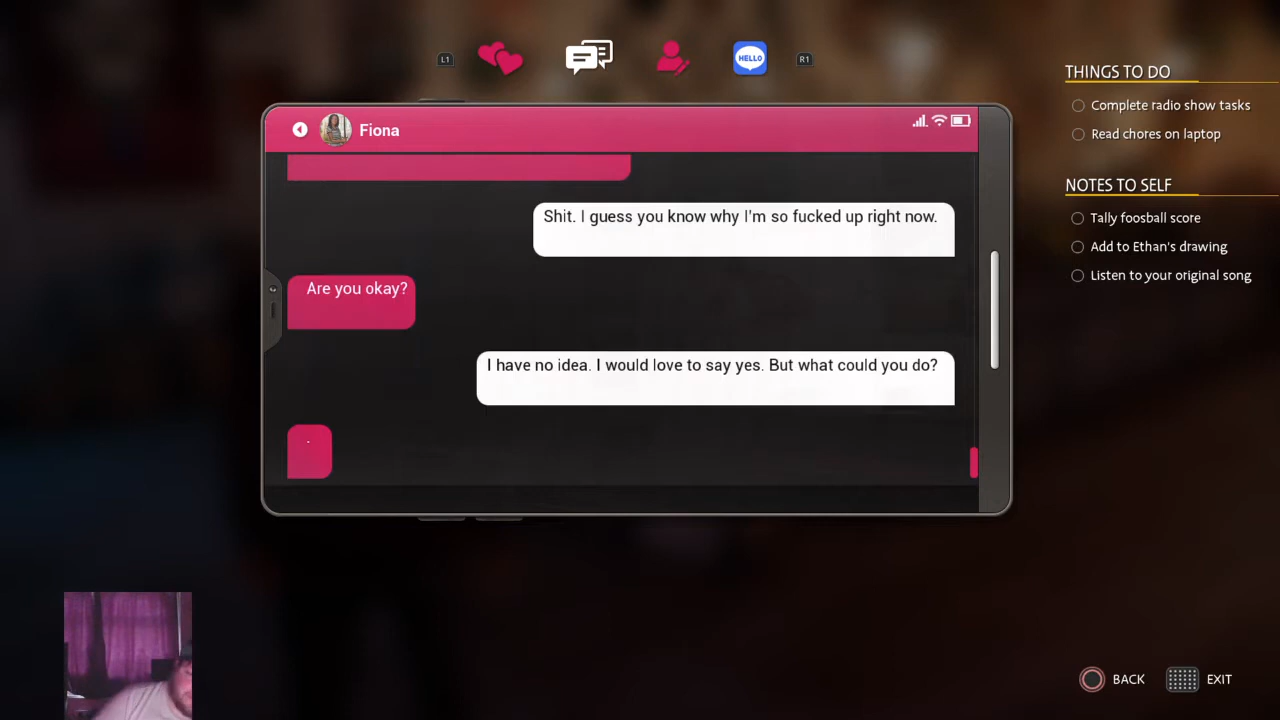 L1
HELLO
R1
THINGS TO DO
Complete radio show tasks
Read chores on laptop
NOTES TO SELF
Tally foosball score
Add to Ethan's drawing
Listen to your original song
Fiona
Shit. I guess you know why I'm so fucked up right now.
Are you okay?
I have no idea. I would love to say yes. But what could you do?
BACK
EXIT